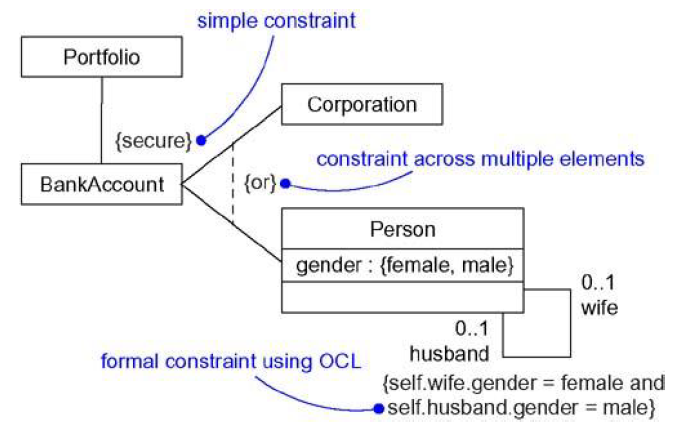 simple constraint
Portfolio
Corporation
{secure}
constraint across multiple elements
BankAccount
{or}
Person
gender : {female, male}
0..1
wife
0..1
husband
formal constraint using OCL
{self.wife.gender = female and
self.husband.gender = male}